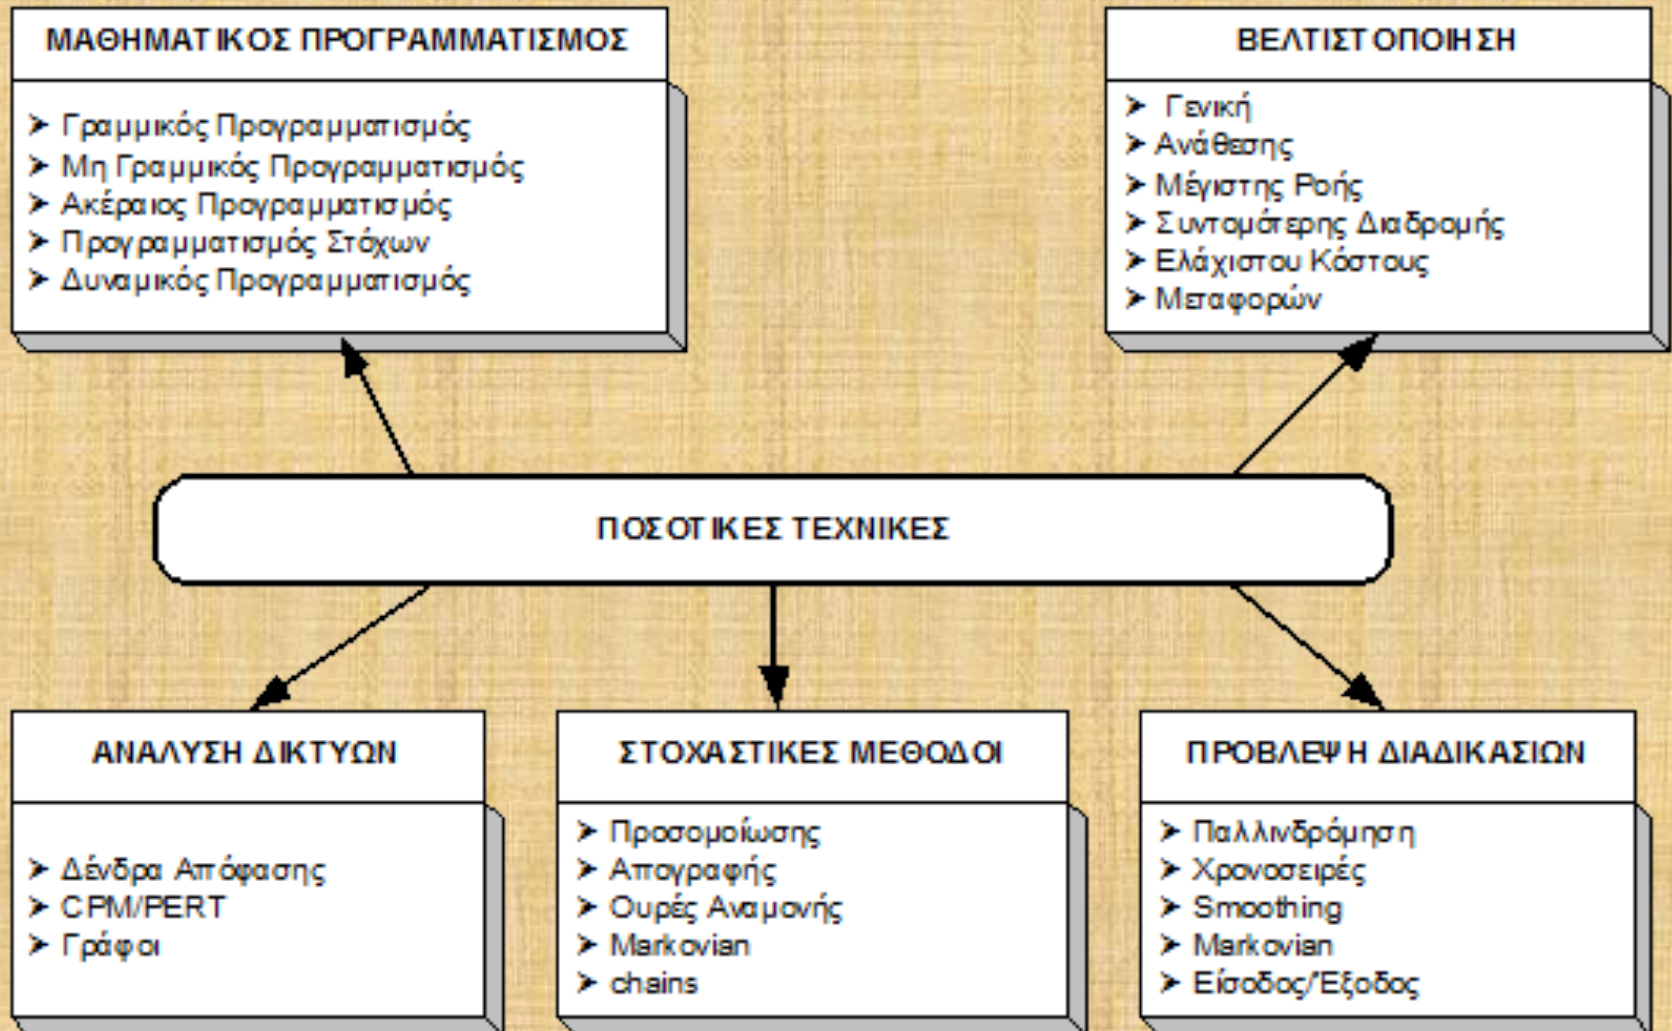 ΜΑΘΗΜΑΤΙΚΟΣ ΠΡΟΓΡΑΜΜΑΤΙΣΜΟΣ
➢ Γραμμικός Προγραμματισμός
➢ Μη Γραμμικός Προγραμματισμός
➢ Ακέραιος Προγραμματισμός
➢ Προγραμματισμός Στόχων
➢ Δυναμικός Προγραμματισμός
ΒΕΛΤΙΣΤΟΠΟΙΗΣΗ
➢ Γενική
➢ Ανάθεσης
➢ Μέγιστης Ροής
➢ Συντομότερης Διαδρομής
➢ Ελάχιστου Κόστους
➢ Μεταφορών
ΠΟΣΟΤΙΚΕΣ ΤΕΧΝΙΚΕΣ
ΑΝΑΛΥΣΗ ΔΙΚΤΥΩΝ
➢ Δένδρα Απόφασης
➢ CPM/PERT
➢ Γράφοι
ΣΤΟΧΑΣΤΙΚΕΣ ΜΕΘΟΔΟΙ
➢ Προσομοίωσης
➢ Απογραφής
➢ Ουρές Αναμονής
➢ Markovian
➢ chains
ΠΡΟΒΛΕΨΗ ΔΙΑΔΙΚΑΣΙΩΝ
➢ Παλλινδρόμηση
➢ Χρονοσειρές
➢ Smoothing
➢ Markovian
➢ Είσοδος/Έξοδος